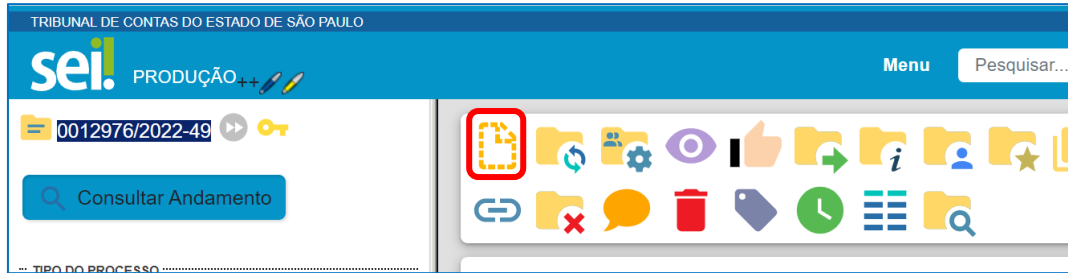 TRIBUNAL DE CONTAS DO ESTADO DE SÃO PAULO
sei! PRODUÇÃO++
Menu
Pesquisar...
0012976/2022-49
Consultar Andamento
TIPO DO PROCESSO